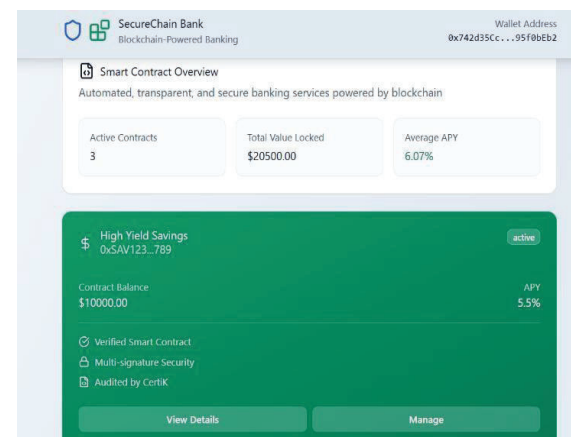 SecureChain Bank
Blockchain-Powered Banking
Wallet Address
0x742d35Cc...95f0bEb2
Smart Contract Overview
Automated, transparent, and secure banking services powered by blockchain
Active Contracts
3
Total Value Locked
$20500.00
Average APY
6.07%
High Yield Savings
0xSAV123...789
active
Contract Balance
$10000.00
APY
5.5%
Verified Smart Contract
Multi-signature Security
Audited by CertiK
View Details
Manage